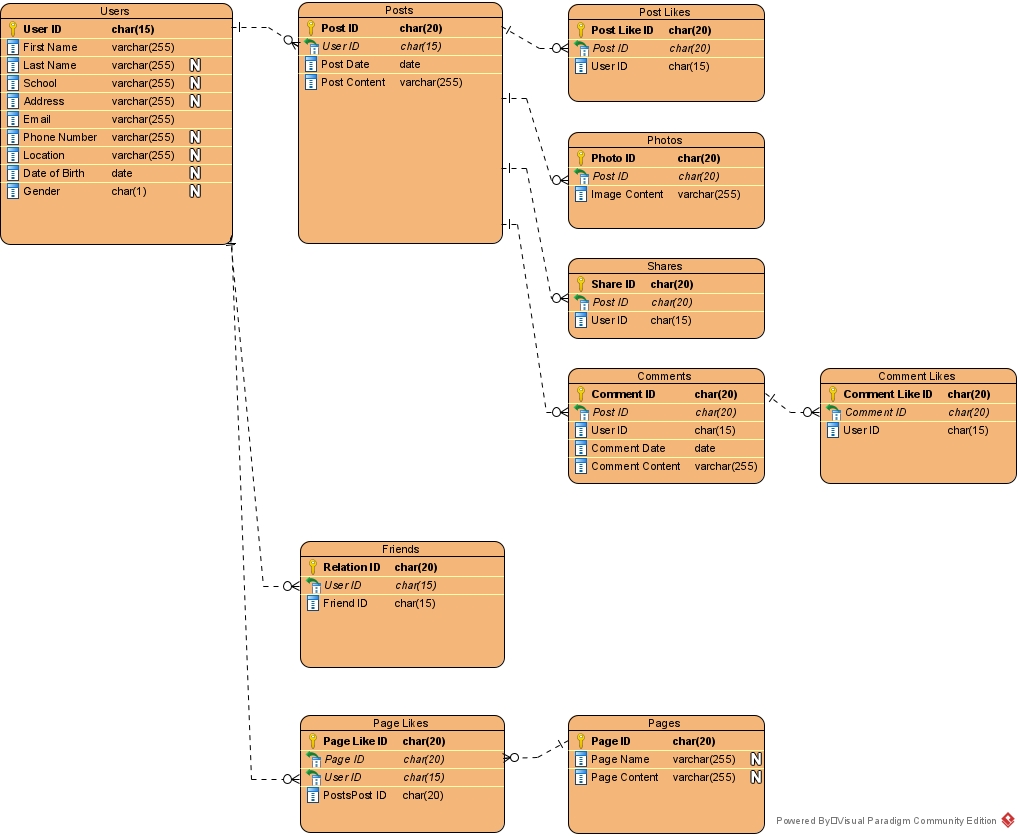 Users
User ID char(15)
First Name varchar(255)
Last Name varchar(255) N
School varchar(255) N
Address varchar(255) N
Email varchar(255)
Phone Number varchar(255) N
Location varchar(255) N
Date of Birth date N
Gender char(1) N
Posts
Post ID char(20)
User ID char(15)
Post Date date
Post Content varchar(255)
Post Likes
Post Like ID char(20)
Post ID char(20)
User ID char(15)
Photos
Photo ID char(20)
Post ID char(20)
Image Content varchar(255)
Shares
Share ID char(20)
Post ID char(20)
User ID char(15)
Comments
Comment ID char(20)
Post ID char(20)
User ID char(15)
Comment Date date
Comment Content varchar(255)
Comment Likes
Comment Like ID char(20)
Comment ID char(20)
User ID char(15)
Friends
Relation ID char(20)
User ID char(15)
Friend ID char(15)
Page Likes
Page Like ID char(20)
Page ID char(20)
User ID char(15)
PostsPost ID char(20)
Pages
Page ID char(20)
Page Name varchar(255) N
Page Content varchar(255) N
Powered By□Visual Paradigm Community Edition